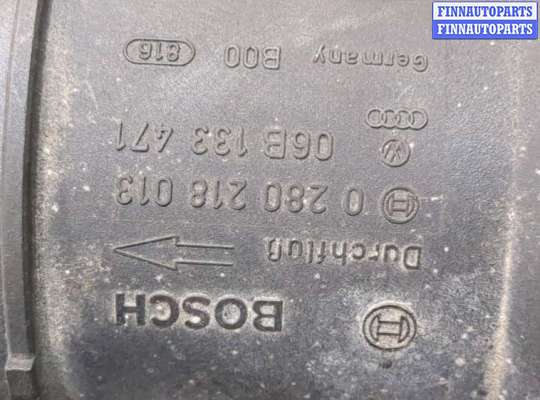 FINNAUTOPARTS
FINNAUTOPARTS
BOSCH
Durchfluß
0 280 218 013
06B 133 471
Germany B00 816